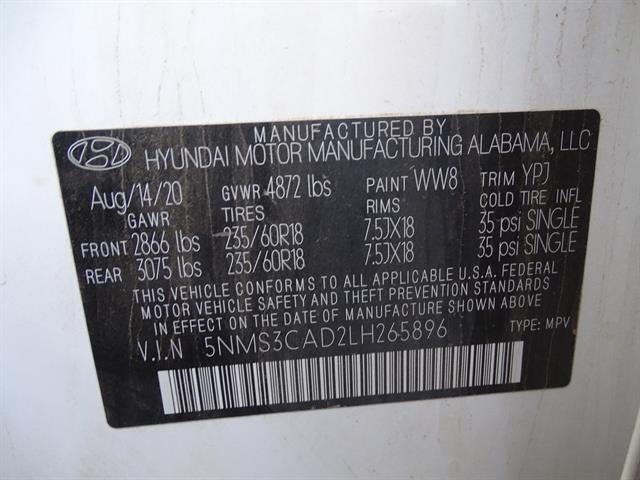 MANUFACTURED BY
HYUNDAI MOTOR MANUFACTURING ALABAMA, LLC
Aug/14/20 GVWR 4872 lbs PAINT WW8 TRIM YPJ
GAWR TIRES RIMS COLD TIRE INFL
FRONT 2866 lbs 235/60R18 7.5JX18 35 psi SINGLE
REAR 3075 lbs 235/60R18 7.5JX18 35 psi SINGLE
THIS VEHICLE CONFORMS TO ALL APPLICABLE U.S.A. FEDERAL
MOTOR VEHICLE SAFETY AND THEFT PREVENTION STANDARDS
IN EFFECT ON THE DATE OF MANUFACTURE SHOWN ABOVE
V.I.N 5NMS3CAD2LH265896 TYPE: MPV